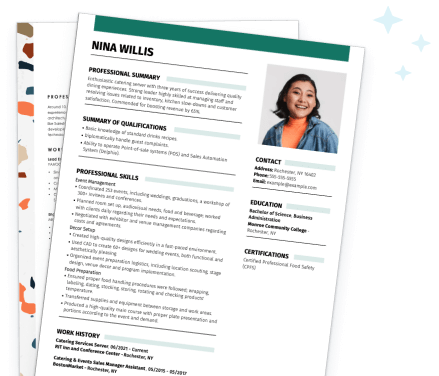 NINA WILLIS
PROFESSIONAL SUMMARY
Enthusiastic catering server with three years of success delivering quality
dining experiences. Strong leader highly skilled at managing staff and
resolving issues related to inventory, kitchen slow-downs and customer
satisfaction. Commended for boosting revenue by 65%.
SUMMARY OF QUALIFICATIONS
• Basic knowledge of standard drinks recipes.
• Diplomatically handle guest complaints.
• Ability to operate Point-of-sale systems (POS) and Sales Automation
System (Delphi).
PROFESSIONAL SKILLS
Event Management
• Coordinated 253 events, including weddings, graduations, a workshop of
300+ invitees and conferences.
• Planned room set up, audiovisual needs, food and beverage worked
with clients daily regarding their needs and expectations.
• Negotiated with exhibitor and venue management companies regarding
costs and agreements.
Decor Setup
• Created high-quality designs efficiently in a fast-paced environment.
• Used CAD to create 60+ designs for wedding events, both functional and
aesthetically pleasing
• Organized event preparation logistics, including location scouting, stage
design, venue decor and program implementation.
Food Preparation
• Ensured proper food handling procedures were followed; wrapping,
labeling, dating, stocking, storing, rotating and checking products'
temperature.
• Transferred supplies and equipment between storage and work areas
• Produced a high-quality main course with proper plate presentation and
portions according to the event and demand.
WORK HISTORY
Catering Services Server, 06/2021 - Current
RIT Inn and Conference Center - Rochester, NY
Catering & Events Sales Manager Assistant, 05/2015 - 05/2017
BostonMarket - Rochester, NY
CONTACT
Address: Rochester, NY 16403
Phone: 555-555-5555
Email: example@example.com
EDUCATION
Bachelor of Science, Business
Administration
Monroe Community College -
Rochester, NY
CERTIFICATIONS
Certified Professional, Food Safety
(CPFS)
PROFES